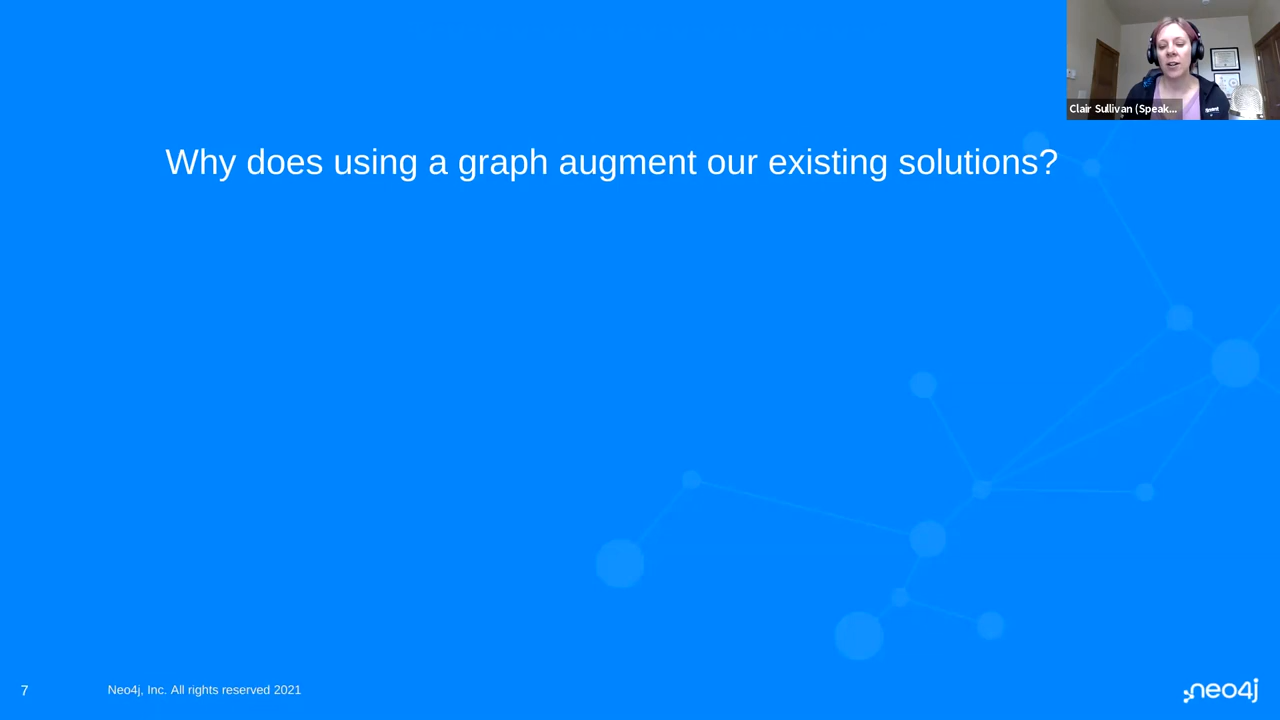 Clair Sullivan (Speak...
Why does using a graph augment our existing solutions?
7
Neo4j, Inc. All rights reserved 2021
neo4j